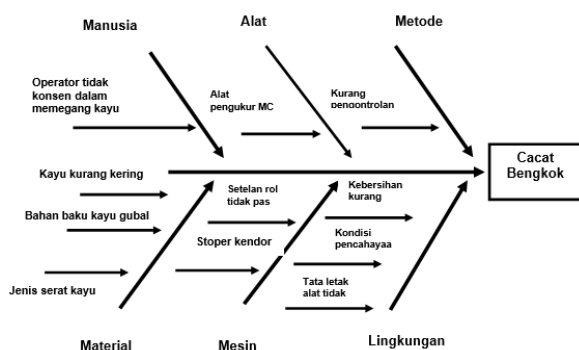 Manusia
Alat
Metode
Operator tidak
konsen dalam
memegang kayu
Alat
pengukur MC
Kurang
pengontrolan
Cacat
Bengkok
Kayu kurang kering
Bahan baku kayu gubal
Jenis serat kayu
Setelan rol
tidak pas
Stoper kendor
Kebersihan
kurang
Kondisi
pencahayaa
Tata letak
alat tidak
Material
Mesin
Lingkungan